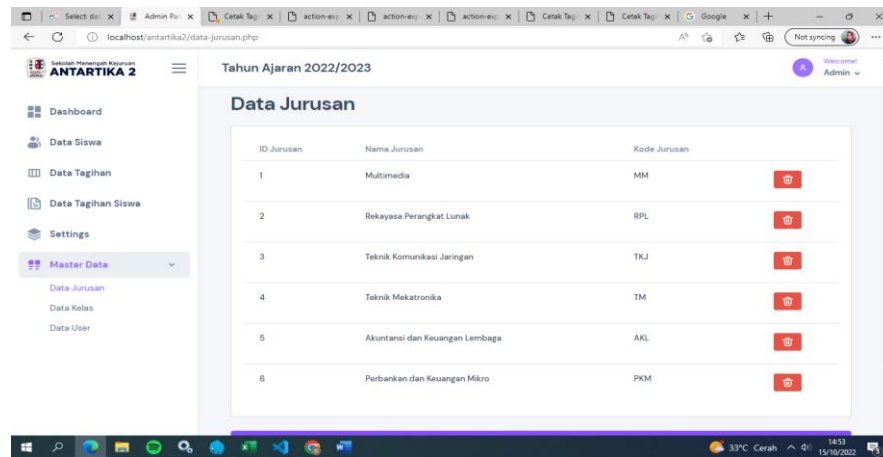 Select: dat
Admin Pa
Cetak Tag
action-exp
action-exp
action-exp
Cetak Tag
Cetak Tag
Google
localhost/antartika2/data-jurusan.php
Not syncing
Sekolah Menengah Kejuruan
ANTARTIKA 2
Tahun Ajaran 2022/2023
Welcome!
Admin
Dashboard
Data Siswa
Data Tagihan
Data Tagihan Siswa
Settings
Master Data
Data Jurusan
Data Kelas
Data User
Data Jurusan
ID Jurusan Nama Jurusan Kode Jurusan
1 Multimedia MM
2 Rekayasa Perangkat Lunak RPL
3 Teknik Komunikasi Jaringan TKJ
4 Teknik Mekatronika TM
5 Akuntansi dan Keuangan Lembaga AKL
6 Perbankan dan Keuangan Mikro PKM
33°C Cerah
14:53
15/10/2022